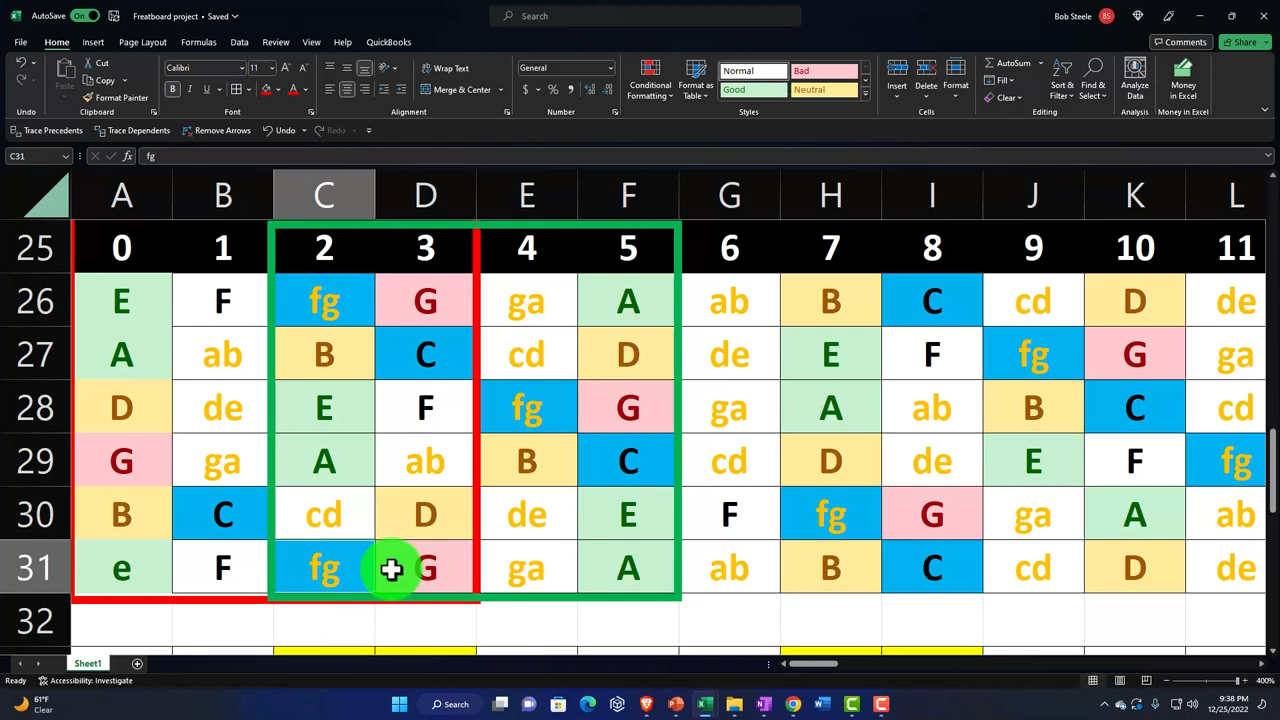 AutoSave On Freatboard project • Saved Search Bob Steele BS
File Home Insert Page Layout Formulas Data Review View Help QuickBooks Comments Share
Cut Calibri 11 Wrap Text General Normal Bad AutoSum
Paste Copy Conditional Formatting Format as Table Good Neutral Insert Delete Format Fill Sort & Filter Find & Select Analyze Data Money in Excel
Format Painter B I U Merge & Center $ % Clear
Undo Clipboard Font Alignment Number Styles Cells Editing Analysis Money in Excel
Trace Precedents Trace Dependents Remove Arrows Undo Redo
C31 fx fg
A B C D E F G H I J K L
25 0 1 2 3 4 5 6 7 8 9 10 11
26 E F fg G ga A ab B C cd D de
27 A ab B C cd D de E F fg G ga
28 D de E F fg G ga A ab B C cd
29 G ga A ab B C cd D de E F fg
30 B C cd D de E F fg G ga A ab
31 e F fg G ga A ab B C cd D de
32
Sheet1
Ready Accessibility: Investigate 400%
61°F
Clear
Search
9:38 PM
12/25/2022